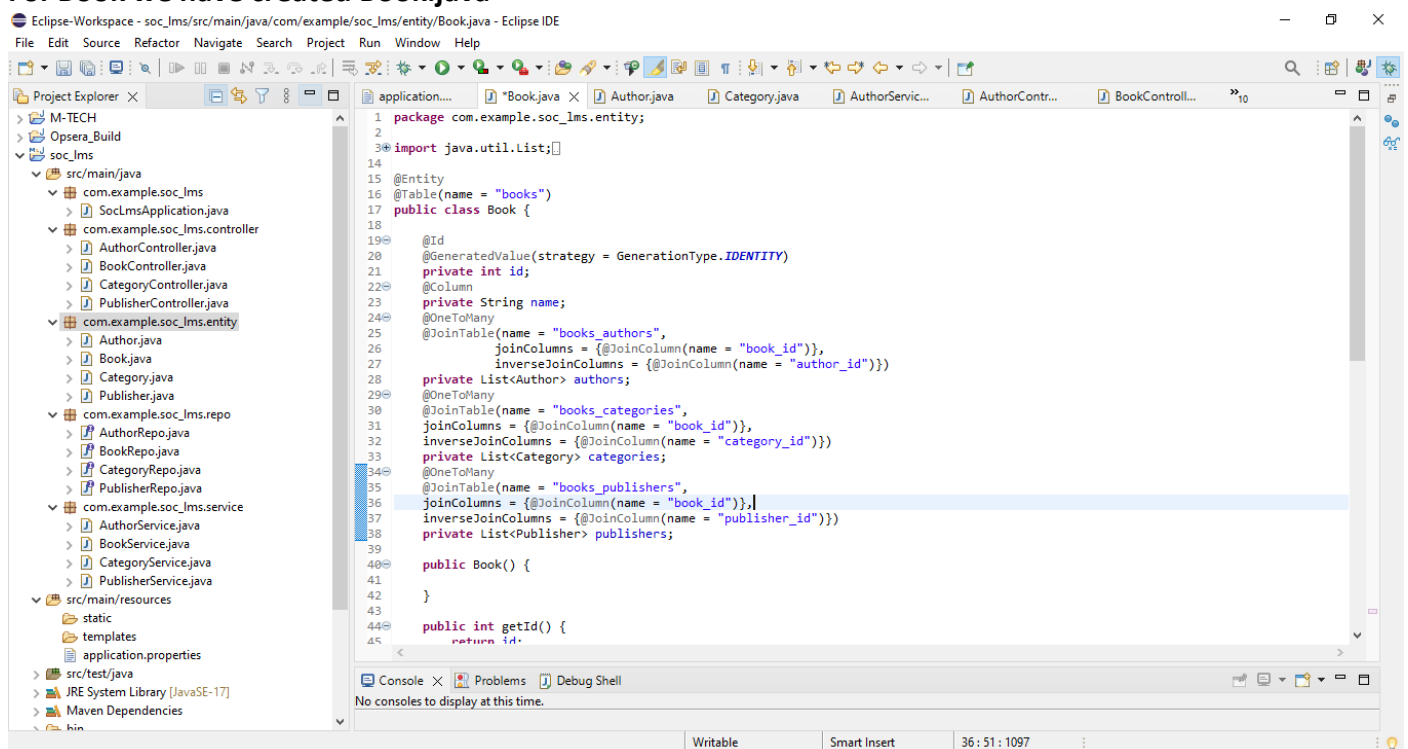 For Book we have created Book.java
Eclipse-Workspace - soc_lms/src/main/java/com/example/soc_lms/entity/Book.java - Eclipse IDE
File Edit Source Refactor Navigate Search Project Run Window Help
Project Explorer
M-TECH
Opsera_Build
soc_lms
src/main/java
com.example.soc_lms
SocLmsApplication.java
com.example.soc_lms.controller
AuthorController.java
BookController.java
CategoryController.java
PublisherController.java
com.example.soc_lms.entity
Author.java
Book.java
Category.java
Publisher.java
com.example.soc_lms.repo
AuthorRepo.java
BookRepo.java
CategoryRepo.java
PublisherRepo.java
com.example.soc_lms.service
AuthorService.java
BookService.java
CategoryService.java
PublisherService.java
src/main/resources
static
templates
application.properties
src/test/java
JRE System Library [JavaSE-17]
Maven Dependencies
bin
application.... *Book.java Author.java Category.java AuthorServic... AuthorContr... BookControll... »10
1 package com.example.soc_lms.entity;
2
3 import java.util.List;
14
15 @Entity
16 @Table(name = "books")
17 public class Book {
18
19 @Id
20 @GeneratedValue(strategy = GenerationType.IDENTITY)
21 private int id;
22 @Column
23 private String name;
24 @OneToMany
25 @JoinTable(name = "books_authors",
26 joinColumns = {@JoinColumn(name = "book_id")},
27 inverseJoinColumns = {@JoinColumn(name = "author_id")})
28 private List<Author> authors;
29 @OneToMany
30 @JoinTable(name = "books_categories",
31 joinColumns = {@JoinColumn(name = "book_id")},
32 inverseJoinColumns = {@JoinColumn(name = "category_id")})
33 private List<Category> categories;
34 @OneToMany
35 @JoinTable(name = "books_publishers",
36 joinColumns = {@JoinColumn(name = "book_id")},
37 inverseJoinColumns = {@JoinColumn(name = "publisher_id")})
38 private List<Publisher> publishers;
39
40 public Book() {
41
42 }
43
44 public int getId() {
45 return id;
Console Problems Debug Shell
No consoles to display at this time.
Writable Smart Insert 36 : 51 : 1097